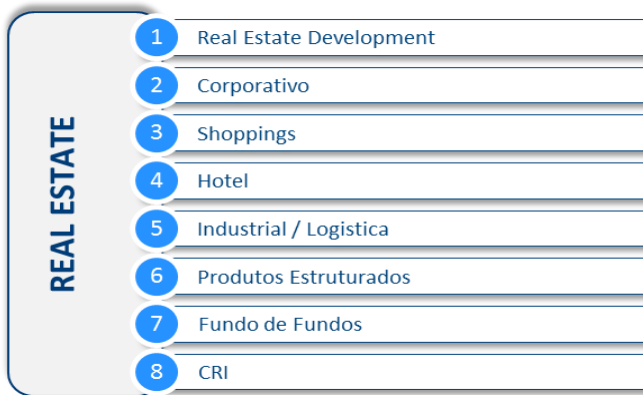 REAL ESTATE
1 Real Estate Development
2 Corporativo
3 Shoppings
4 Hotel
5 Industrial / Logistica
6 Produtos Estruturados
7 Fundo de Fundos
8 CRI